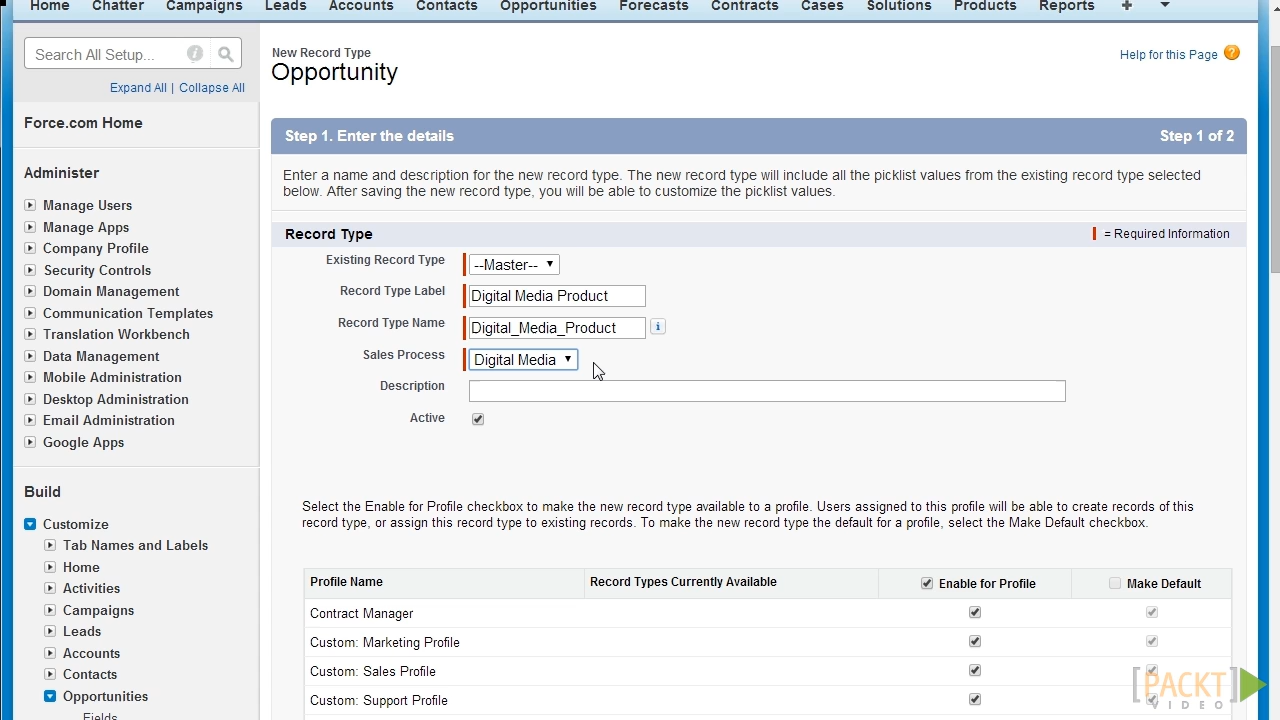 Home Chatter Campaigns Leads Accounts Contacts Opportunities Forecasts Contracts Cases Solutions Products Reports +
Search All Setup...
Expand All | Collapse All
Force.com Home
Administer
Manage Users
Manage Apps
Company Profile
Security Controls
Domain Management
Communication Templates
Translation Workbench
Data Management
Mobile Administration
Desktop Administration
Email Administration
Google Apps
Build
Customize
Tab Names and Labels
Home
Activities
Campaigns
Leads
Accounts
Contacts
Opportunities
Fields
New Record Type
Opportunity
Help for this Page ?
Step 1. Enter the details Step 1 of 2
Enter a name and description for the new record type. The new record type will include all the picklist values from the existing record type selected
below. After saving the new record type, you will be able to customize the picklist values.
Record Type = Required Information
Existing Record Type --Master--
Record Type Label Digital Media Product
Record Type Name Digital_Media_Product i
Sales Process Digital Media
Description
Active
Select the Enable for Profile checkbox to make the new record type available to a profile. Users assigned to this profile will be able to create records of this
record type, or assign this record type to existing records. To make the new record type the default for a profile, select the Make Default checkbox.
Profile Name Record Types Currently Available Enable for Profile Make Default
Contract Manager
Custom: Marketing Profile
Custom: Sales Profile
Custom: Support Profile
[PACKT]
VIDEO